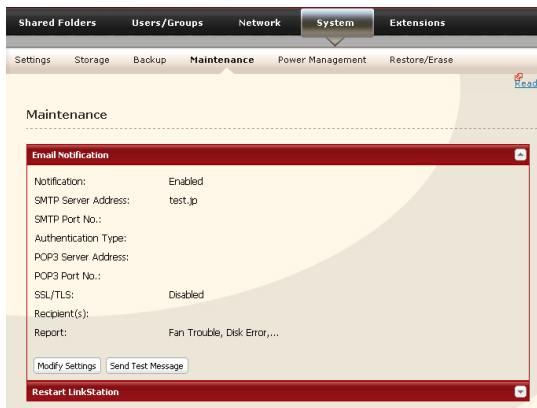 Shared Folders Users/Groups Network System Extensions
Settings Storage Backup Maintenance Power Management Restore/Erase
Read
Maintenance
Email Notification
Notification: Enabled
SMTP Server Address: test.jp
SMTP Port No.:
Authentication Type:
POP3 Server Address:
POP3 Port No.:
SSL/TLS: Disabled
Recipient(s):
Report: Fan Trouble, Disk Error,...
Modify Settings Send Test Message
Restart LinkStation